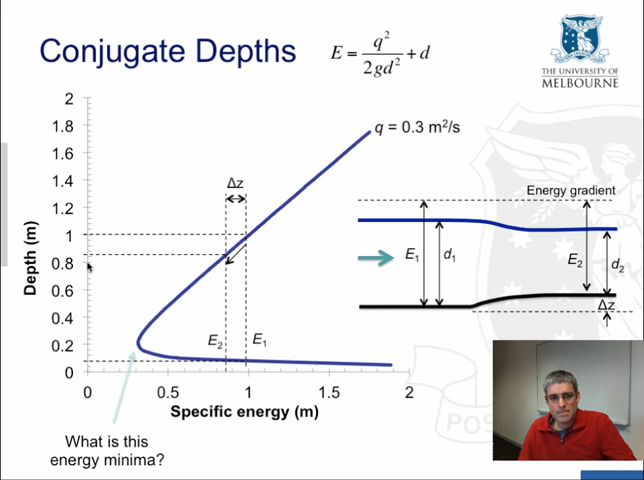 Conjugate Depths
E = q²/2gd² + d
THE UNIVERSITY OF
MELBOURNE
2
1.8
1.6
1.4
1.2
1
0.8
0.6
0.4
0.2
0
Depth (m)
q = 0.3 m²/s
Δz
E₂
E₁
0
0.5
1
1.5
2
Specific energy (m)
What is this
energy minima?
Energy gradient
E₁
d₁
E₂
d₂
Δz